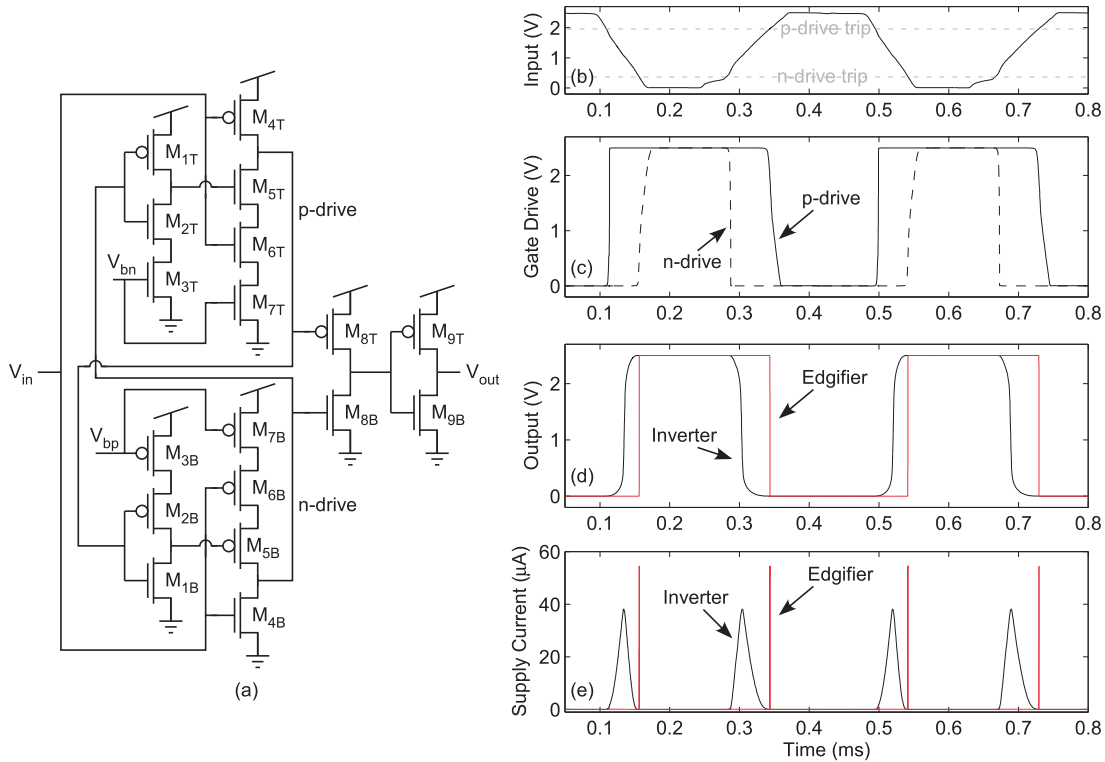 M4T
M1T
M5T
M2T
p-drive
M6T
Vbn
M3T
M7T
M8T
M9T
Vin
Vout
M8B
M9B
Vbp
M7B
M3B
M6B
n-drive
M2B
M5B
M1B
M4B
(a)
Input (V)
2
1
0
p-drive trip
n-drive trip
(b)
0.1 0.2 0.3 0.4 0.5 0.6 0.7 0.8
Gate Drive (V)
2
1
0
p-drive
n-drive
(c)
0.1 0.2 0.3 0.4 0.5 0.6 0.7 0.8
Output (V)
2
1
0
Edgifier
Inverter
(d)
0.1 0.2 0.3 0.4 0.5 0.6 0.7 0.8
Supply Current (μA)
60
40
20
0
Edgifier
Inverter
(e)
0.1 0.2 0.3 0.4 0.5 0.6 0.7 0.8
Time (ms)